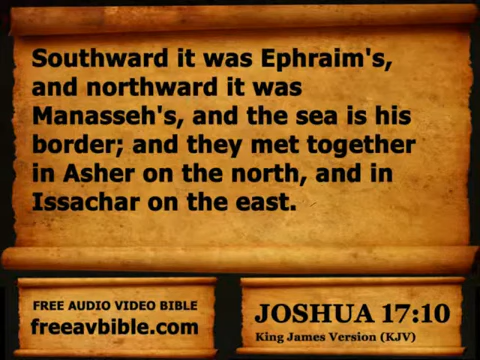 Southward it was Ephraim's,
and northward it was
Manasseh's, and the sea is his
border; and they met together
in Asher on the north, and in
Issachar on the east.
FREE AUDIO VIDEO BIBLE
freeavbible.com
JOSHUA 17:10
King James Version (KJV)